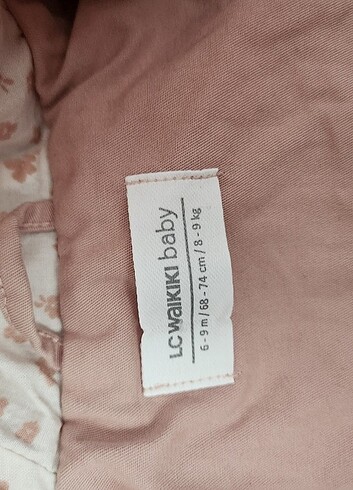 LC WAIKIKI baby
6 - 9 m / 68 - 74 cm / 8 - 9 kg